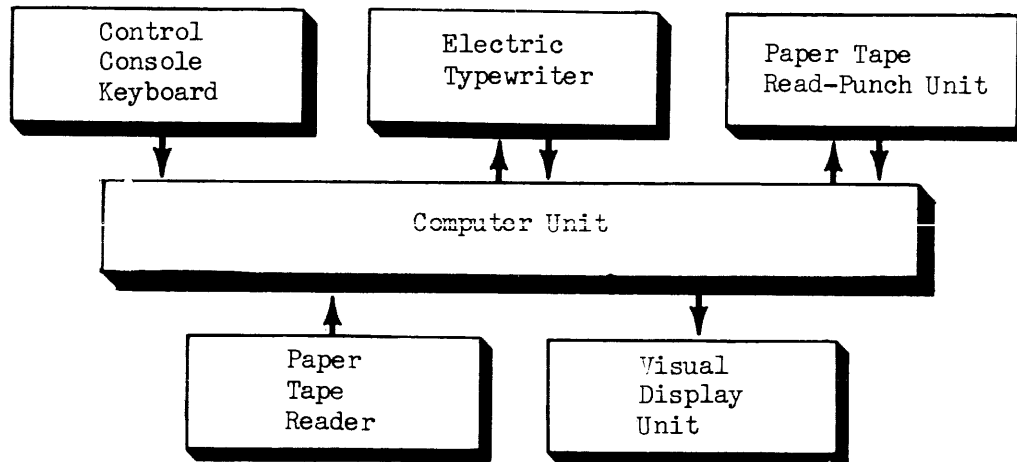 Control
Console
Keyboard
Electric
Typewriter
Paper Tape
Read-Punch Unit
Computer Unit
Paper
Tape
Reader
Visual
Display
Unit